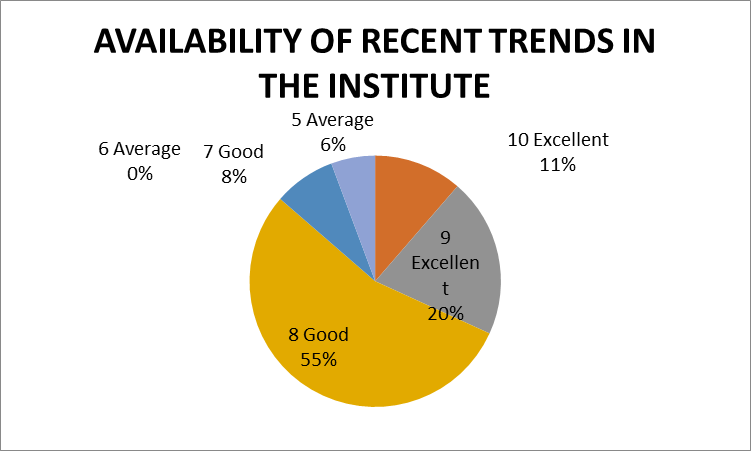 AVAILABILITY OF RECENT TRENDS IN
THE INSTITUTE
5 Average
6%
10 Excellent
11%
6 Average
0%
7 Good
8%
9
Excellen
t
20%
8 Good
55%